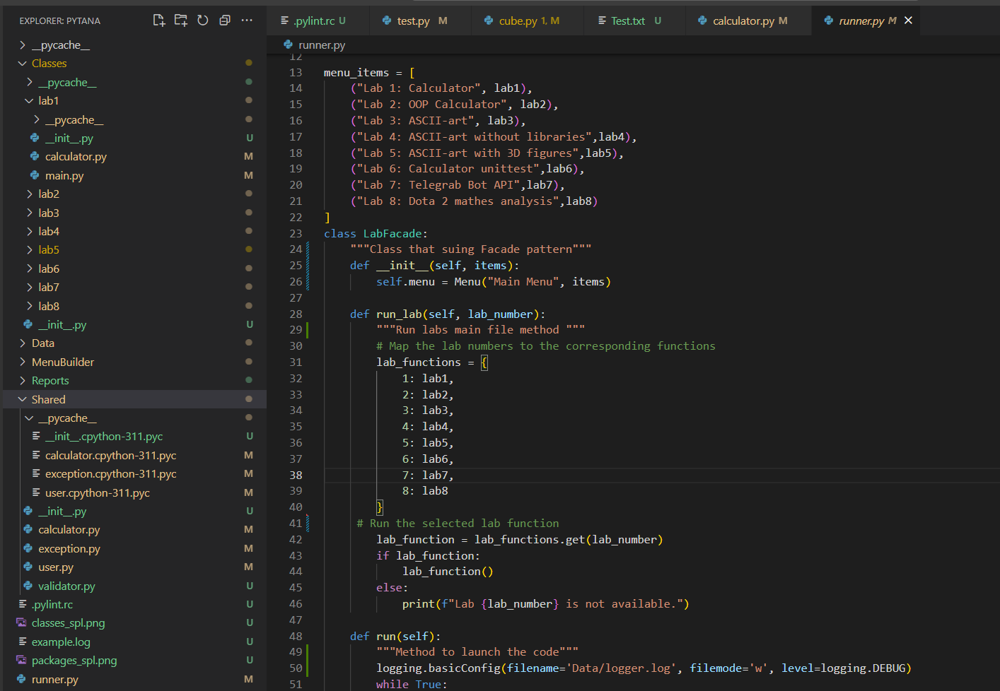 EXPLORER: PYTANA
__pycache__
Classes
__pycache__
lab1
__pycache__
__init__.py U
calculator.py M
main.py M
lab2
lab3
lab4
lab5
lab6
lab7
lab8
__init__.py U
Data
MenuBuilder
Reports
Shared
__pycache__
__init__.cpython-311.pyc U
calculator.cpython-311.pyc M
exception.cpython-311.pyc M
user.cpython-311.pyc M
__init__.py U
calculator.py M
exception.py M
user.py M
validator.py U
.pylint.rc U
classes_spl.png U
example.log U
packages_spl.png U
runner.py M
.pylint.rc U test.py M cube.py 1, M Test.txt U calculator.py M runner.py M
runner.py
12
13 menu_items = [
14 ("Lab 1: Calculator", lab1),
15 ("Lab 2: OOP Calculator", lab2),
16 ("Lab 3: ASCII-art", lab3),
17 ("Lab 4: ASCII-art without libraries",lab4),
18 ("Lab 5: ASCII-art with 3D figures",lab5),
19 ("Lab 6: Calculator unittest",lab6),
20 ("Lab 7: Telegrab Bot API",lab7),
21 ("Lab 8: Dota 2 mathes analysis",lab8)
22 ]
23 class LabFacade:
24 """Class that suing Facade pattern"""
25 def __init__(self, items):
26 self.menu = Menu("Main Menu", items)
27
28 def run_lab(self, lab_number):
29 """Run labs main file method """
30 # Map the lab numbers to the corresponding functions
31 lab_functions = {
32 1: lab1,
33 2: lab2,
34 3: lab3,
35 4: lab4,
36 5: lab5,
37 6: lab6,
38 7: lab7,
39 8: lab8
40 }
41 # Run the selected lab function
42 lab_function = lab_functions.get(lab_number)
43 if lab_function:
44 lab_function()
45 else:
46 print(f"Lab {lab_number} is not available.")
47
48 def run(self):
49 """Method to launch the code"""
50 logging.basicConfig(filename='Data/logger.log', filemode='w', level=logging.DEBUG)
51 while True: